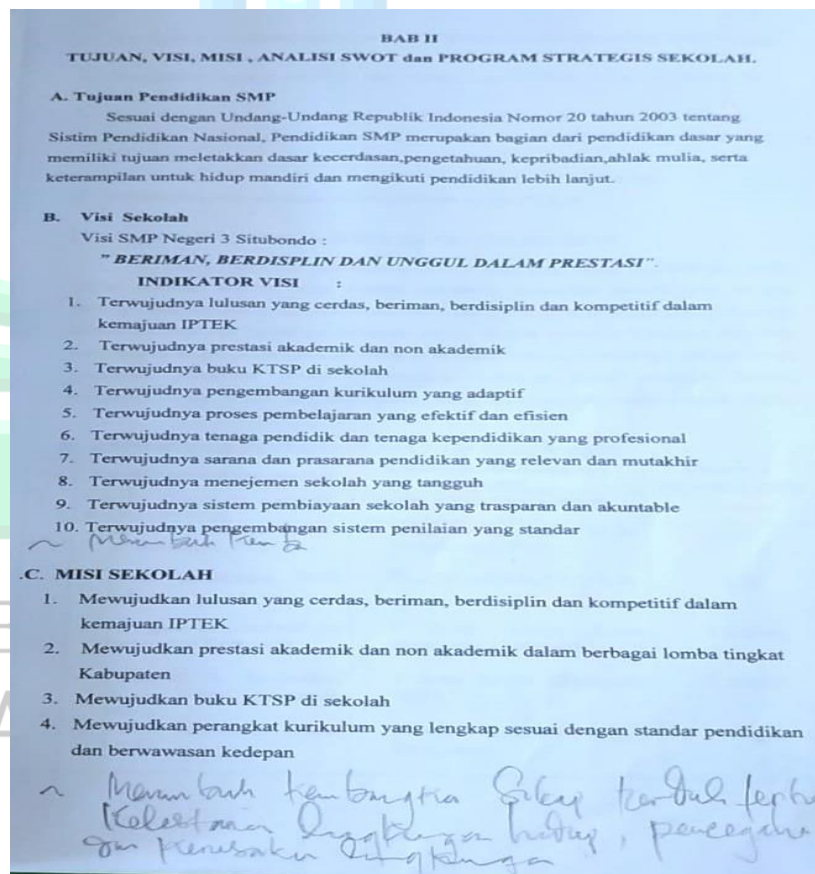 BAB II
TUJUAN, VISI, MISI , ANALISI SWOT dan PROGRAM STRATEGIS SEKOLAH.
A. Tujuan Pendidikan SMP
Sesuai dengan Undang-Undang Republik Indonesia Nomor 20 tahun 2003 tentang
Sistim Pendidikan Nasional, Pendidikan SMP merupakan bagian dari pendidikan dasar yang
memiliki tujuan meletakkan dasar kecerdasan,pengetahuan, kepribadian,ahlak mulia, serta
keterampilan untuk hidup mandiri dan mengikuti pendidikan lebih lanjut.
B. Visi Sekolah
Visi SMP Negeri 3 Situbondo :
" BERIMAN, BERDISPLIN DAN UNGGUL DALAM PRESTASI".
INDIKATOR VISI :
1. Terwujudnya lulusan yang cerdas, beriman, berdisiplin dan kompetitif dalam
kemajuan IPTEK
2. Terwujudnya prestasi akademik dan non akademik
3. Terwujudnya buku KTSP di sekolah
4. Terwujudnya pengembangan kurikulum yang adaptif
5. Terwujudnya proses pembelajaran yang efektif dan efisien
6. Terwujudnya tenaga pendidik dan tenaga kependidikan yang profesional
7. Terwujudnya sarana dan prasarana pendidikan yang relevan dan mutakhir
8. Terwujudnya menejemen sekolah yang tangguh
9. Terwujudnya sistem pembiayaan sekolah yang trasparan dan akuntable
10. Terwujudnya pengembangan sistem penilaian yang standar
.C. MISI SEKOLAH
1. Mewujudkan lulusan yang cerdas, beriman, berdisiplin dan kompetitif dalam
kemajuan IPTEK
2. Mewujudkan prestasi akademik dan non akademik dalam berbagai lomba tingkat
Kabupaten
3. Mewujudkan buku KTSP di sekolah
4. Mewujudkan perangkat kurikulum yang lengkap sesuai dengan standar pendidikan
dan berwawasan kedepan
Sikap
hidup,